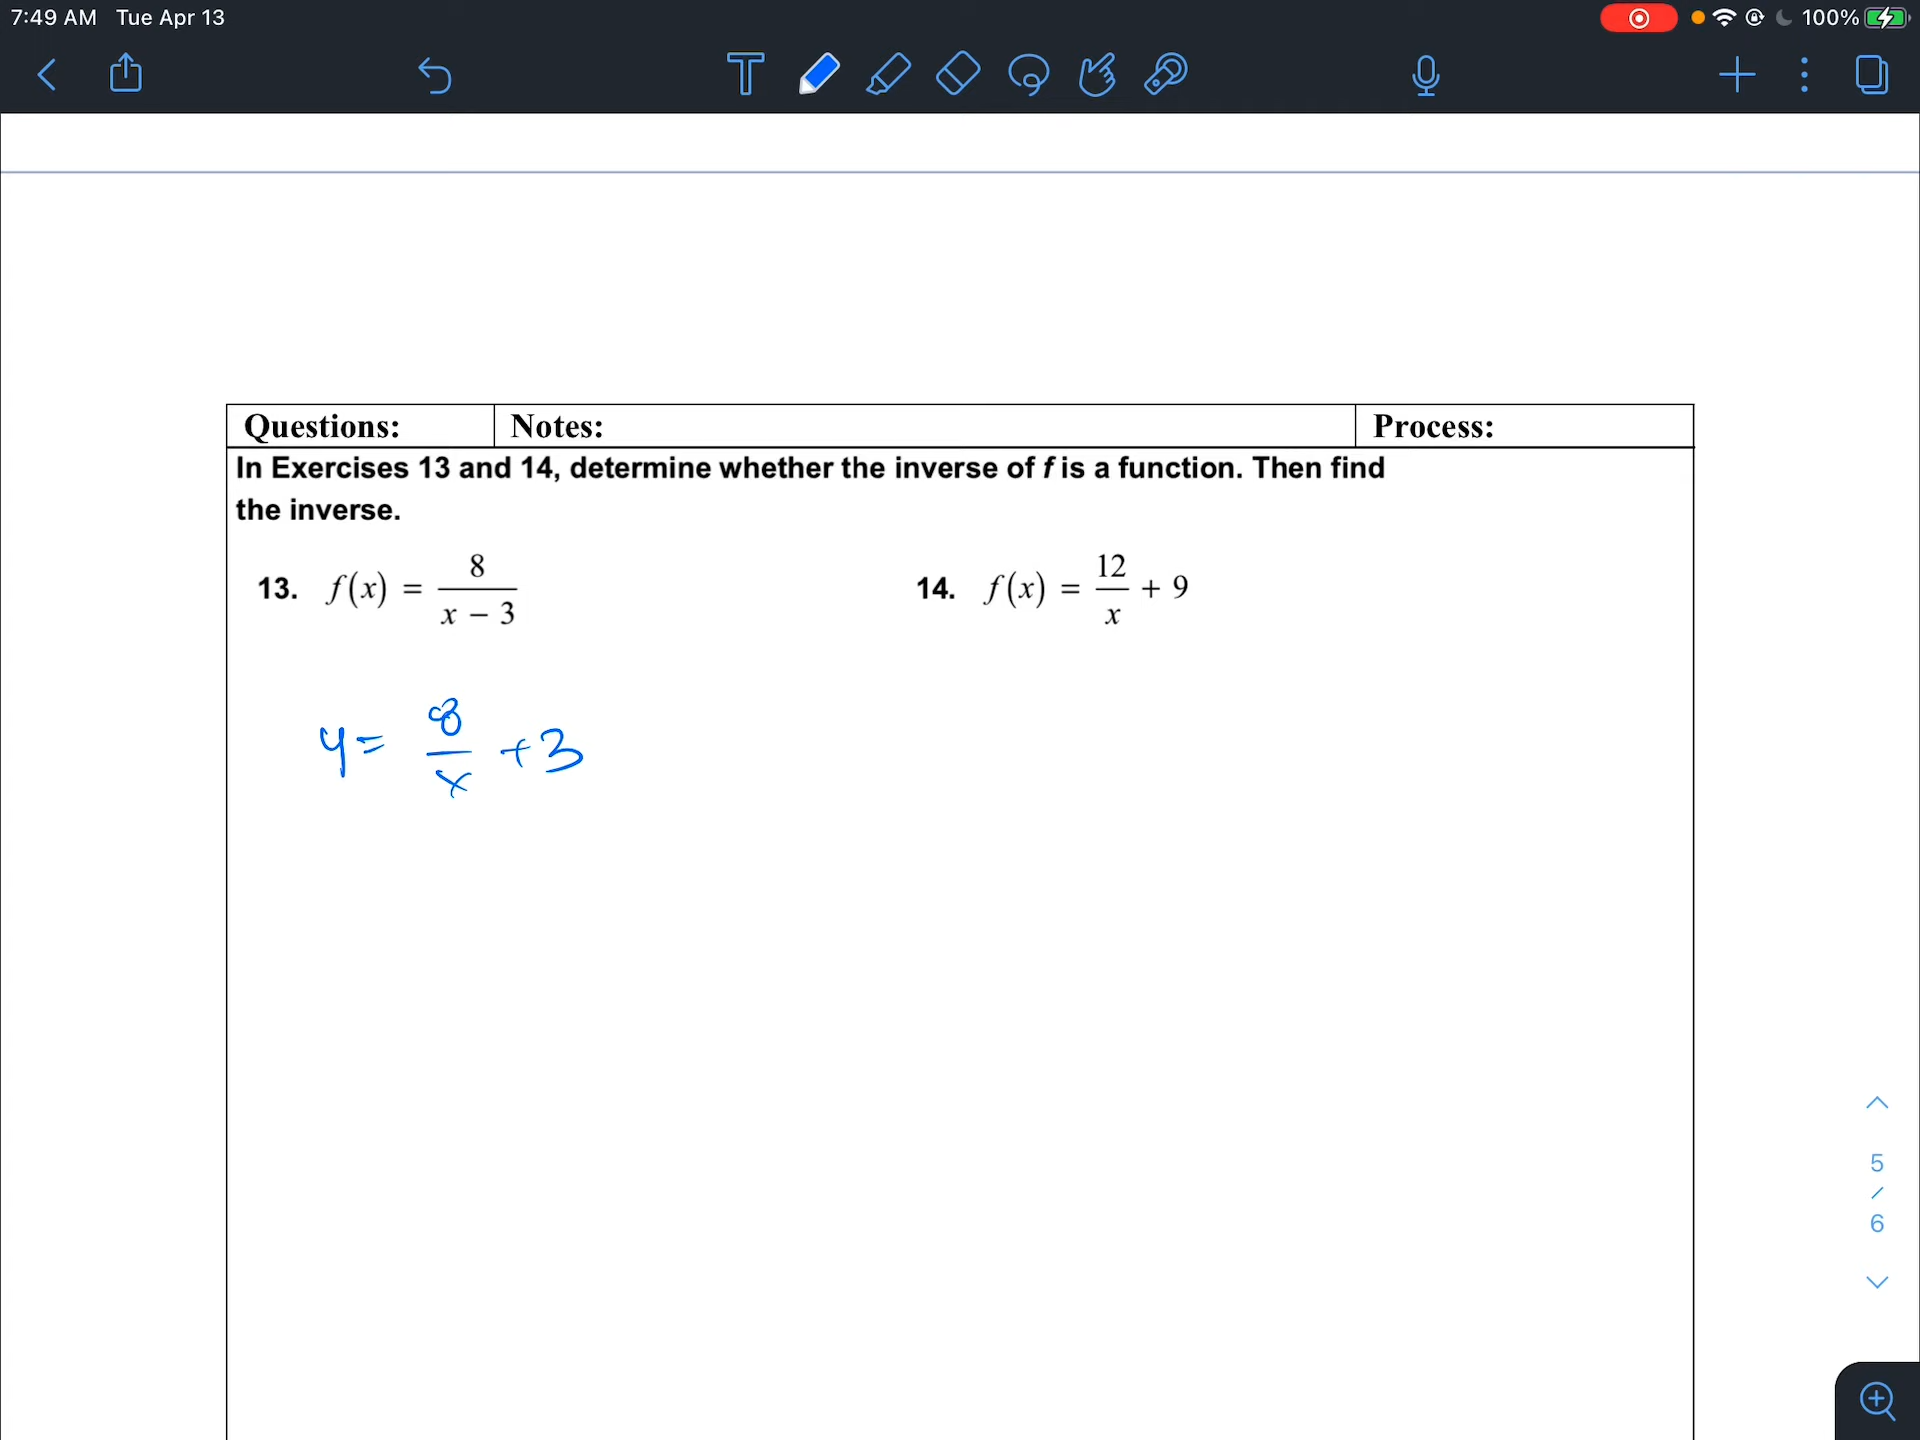 7:49 AM Tue Apr 13
100%
T
Questions: Notes: Process:
In Exercises 13 and 14, determine whether the inverse of f is a function. Then find
the inverse.
13. f(x) = 8 / (x − 3)
14. f(x) = 12 / x + 9
y = 8 / x + 3
5
/
6